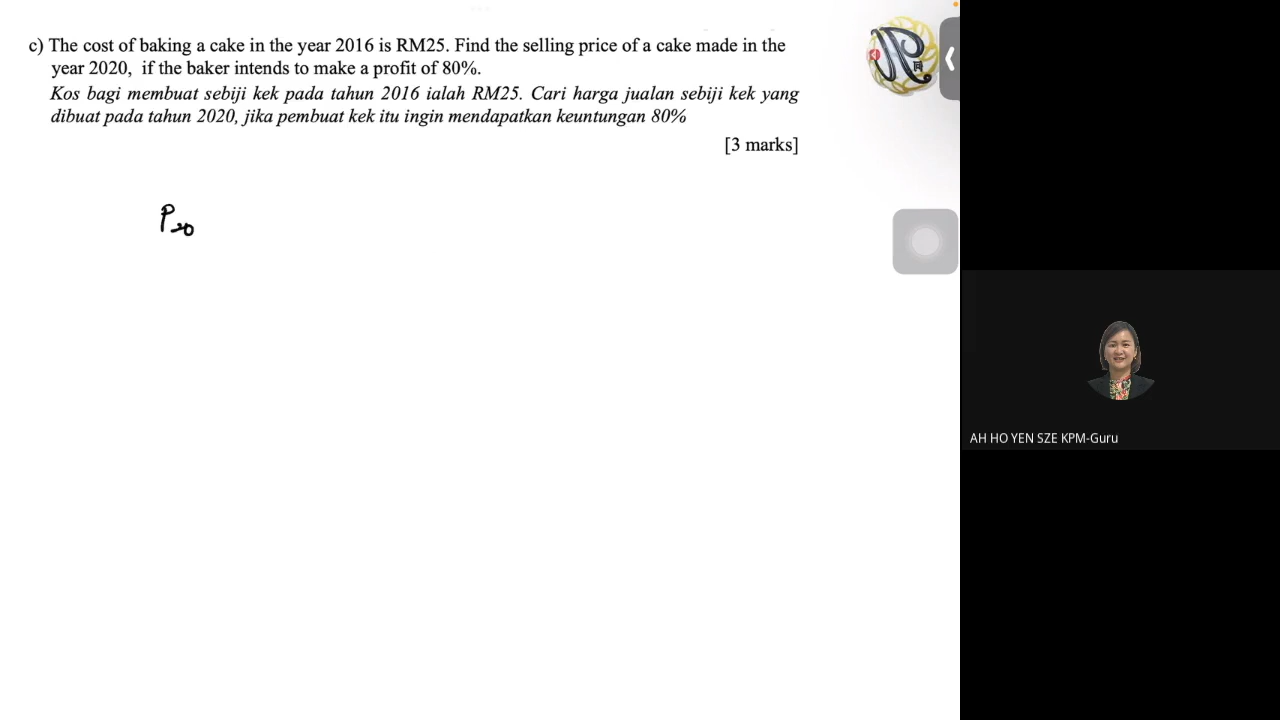 c) The cost of baking a cake in the year 2016 is RM25. Find the selling price of a cake made in the
year 2020, if the baker intends to make a profit of 80%.
Kos bagi membuat sebiji kek pada tahun 2016 ialah RM25. Cari harga jualan sebiji kek yang
dibuat pada tahun 2020, jika pembuat kek itu ingin mendapatkan keuntungan 80%
[3 marks]
P20
AH HO YEN SZE KPM-Guru